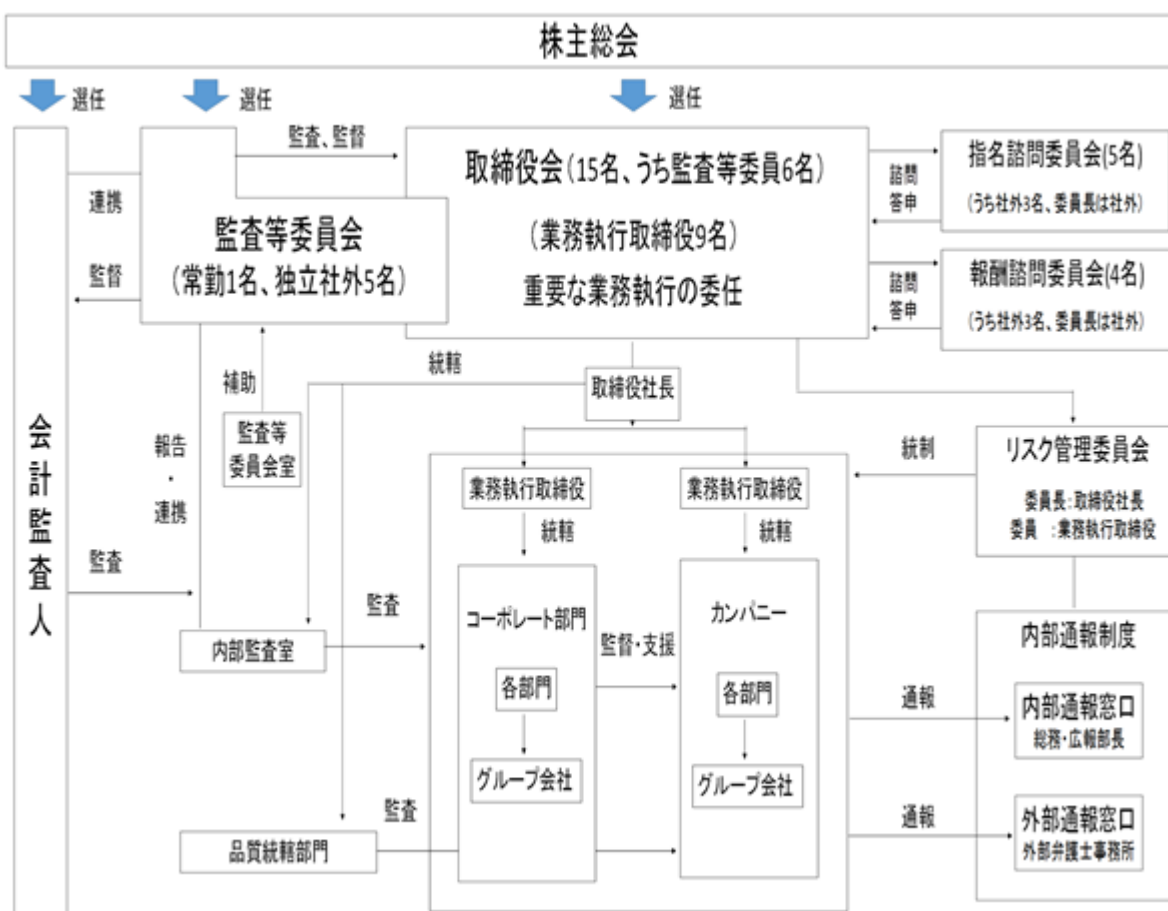 株主総会
選任
選任
選任
監査、監督
連携
監督
監査等委員会
(常勤1名、独立社外5名)
取締役会(15名、うち監査等委員6名)
(業務執行取締役9名)
重要な業務執行の委任
諮問
答申
指名諮問委員会(5名)
(うち社外3名、委員長は社外)
諮問
答申
報酬諮問委員会(4名)
(うち社外3名、委員長は社外)
統轄
取締役社長
補助
監査等
委員会室
報告
・
連携
会計監査人
監査
業務執行取締役
業務執行取締役
統轄
統轄
統制
リスク管理委員会
委員長:取締役社長
委員 :業務執行取締役
内部監査室
監査
コーポレート部門
各部門
グループ会社
監督・支援
カンパニー
各部門
グループ会社
内部通報制度
通報
内部通報窓口
総務・広報部長
通報
外部通報窓口
外部弁護士事務所
品質統轄部門
監査